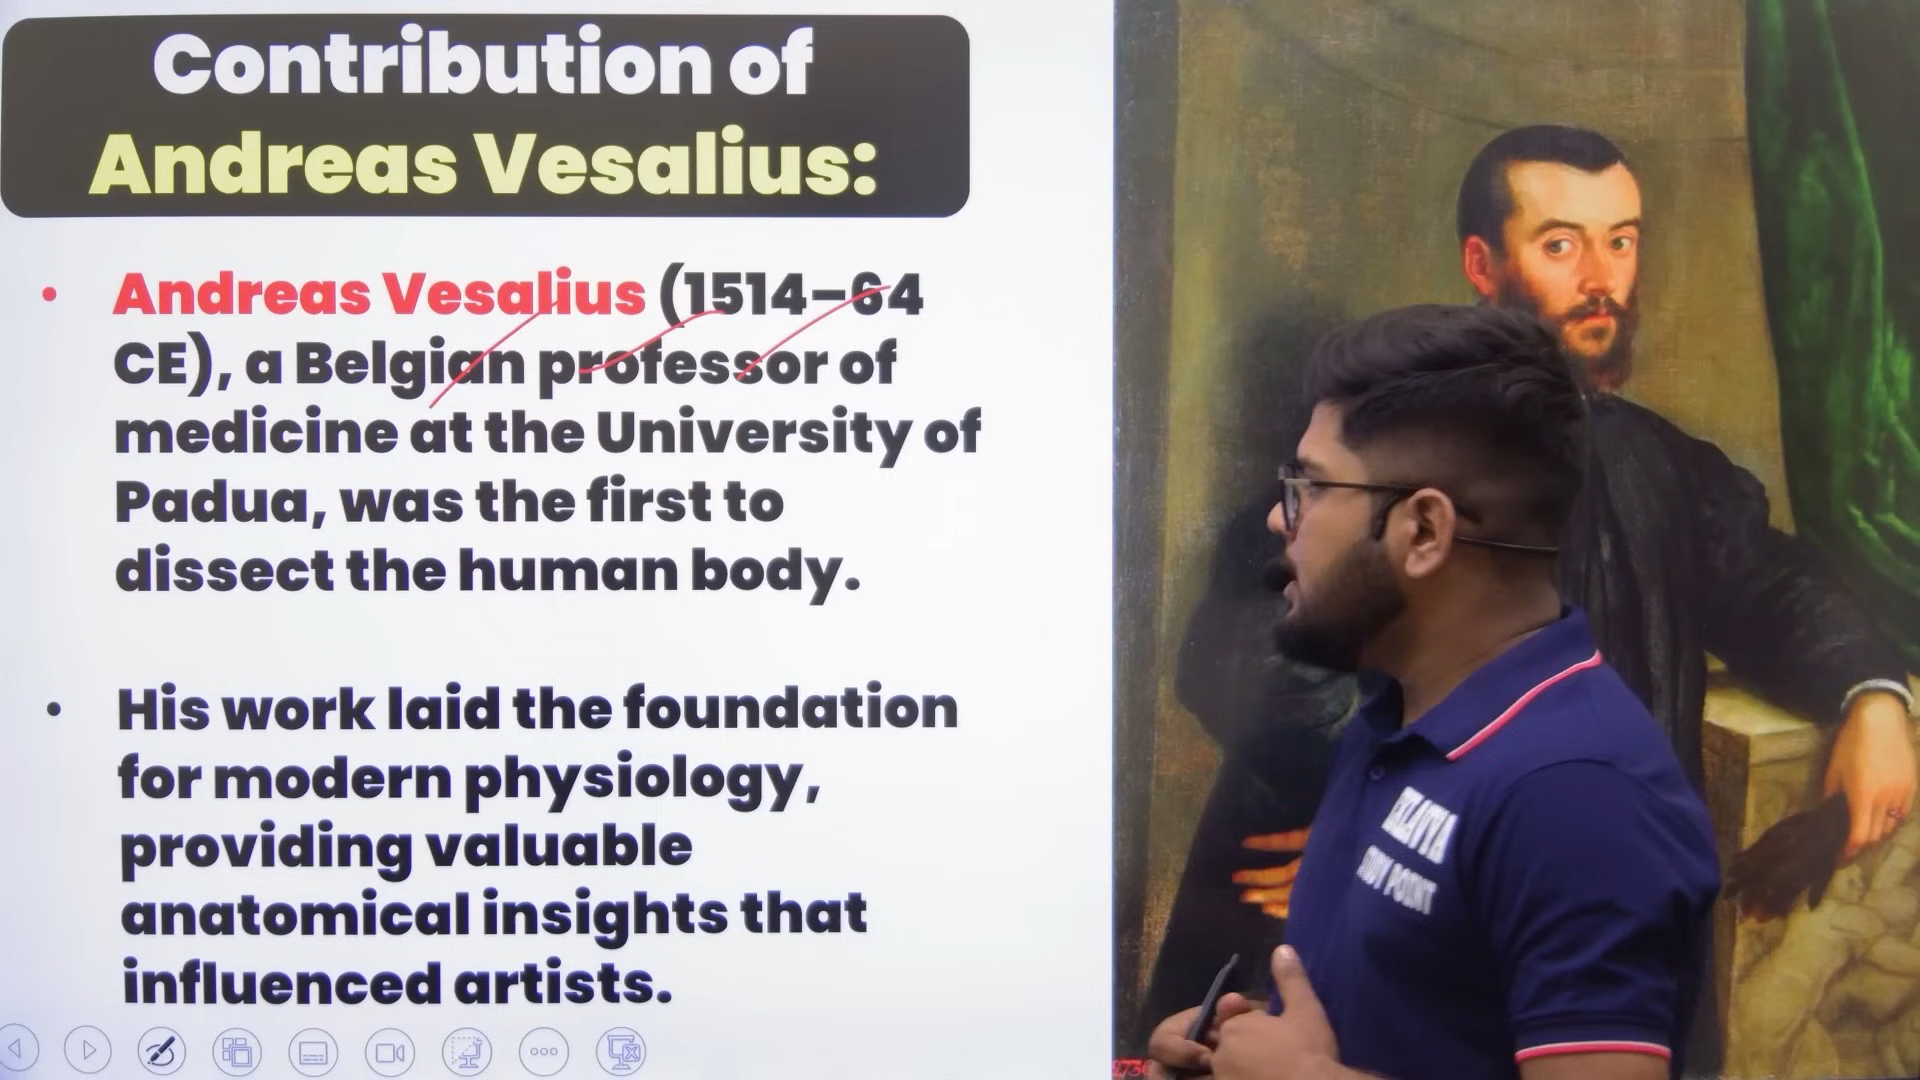 Contribution of
Andreas Vesalius:
• Andreas Vesalius (1514–64
CE), a Belgian professor of
medicine at the University of
Padua, was the first to
dissect the human body.
• His work laid the foundation
for modern physiology,
providing valuable
anatomical insights that
influenced artists.
STUDY POINT